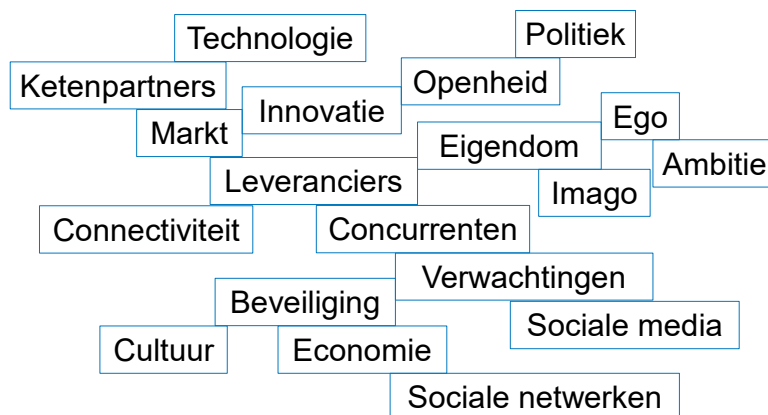 Technologie
Politiek
Ketenpartners
Openheid
Innovatie
Ego
Markt
Eigendom
Ambitie
Leveranciers
Imago
Connectiviteit
Concurrenten
Verwachtingen
Beveiliging
Sociale media
Cultuur
Economie
Sociale netwerken